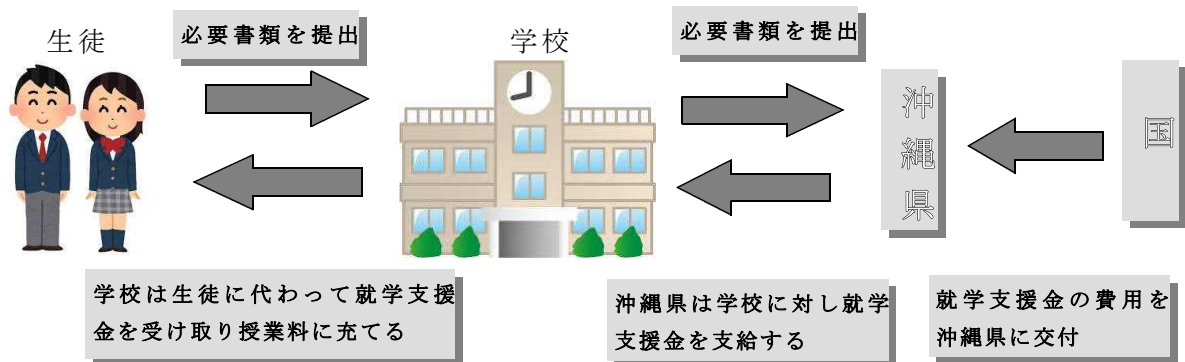 生徒
必要書類を提出
学校
必要書類を提出
沖縄県
国
学校は生徒に代わって就学支援
金を受け取り授業料に充てる
沖縄県は学校に対し就学
支援金を支給する
就学支援金の費用を
沖縄県に交付